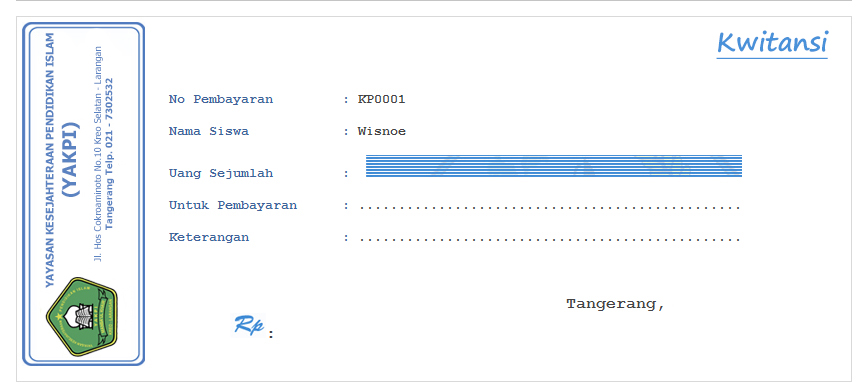 Kwitansi
YAYASAN KESEJAHTERAAN PENDIDIKAN ISLAM
(YAKPI)
Jl. Hos Cokroaminoto No.10 Kreo Selatan - Larangan
Tangerang Telp. 021 - 7302532
No Pembayaran : KP0001
Nama Siswa : Wisnoe
Uang Sejumlah :
Untuk Pembayaran : ................................................
Keterangan : ................................................
Tangerang,
Rp :